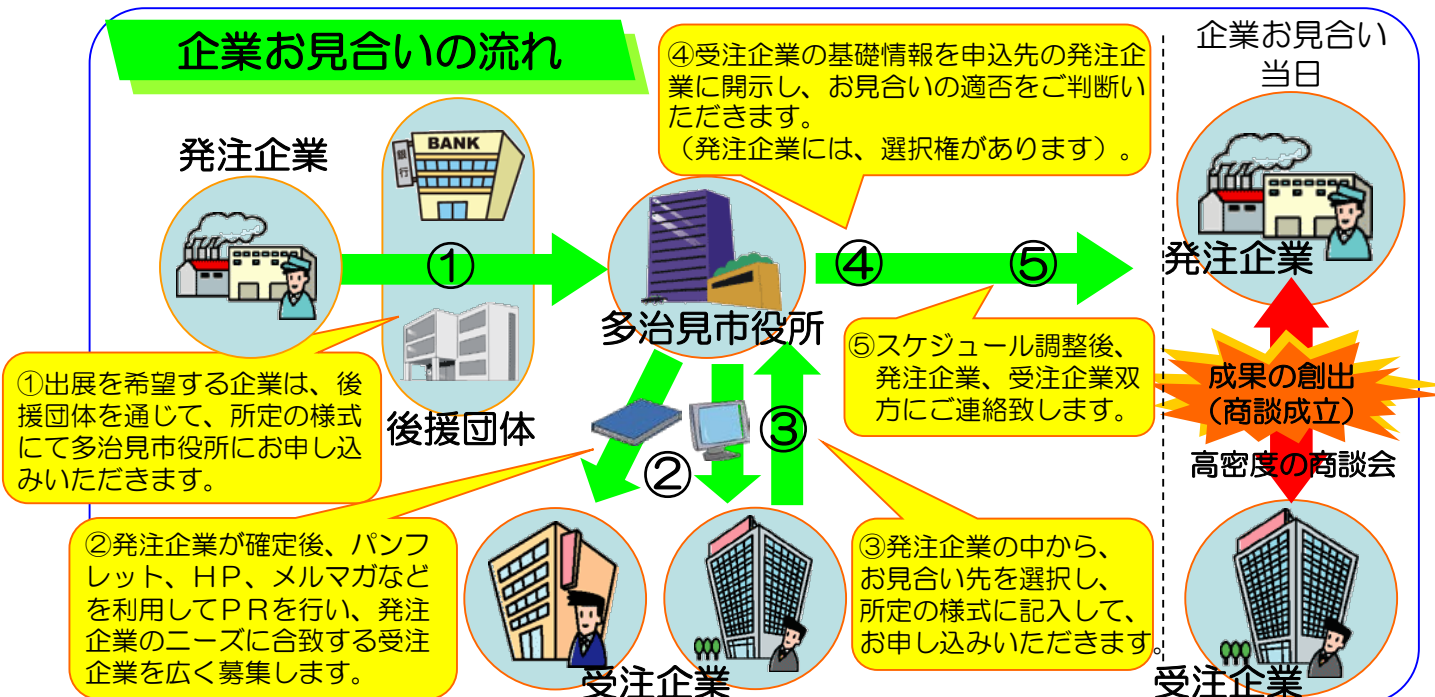 企業お見合いの流れ
④受注企業の基礎情報を申込先の発注企
業に開示し、お見合いの適否をご判断い
ただきます。
（発注企業には、選択権があります）。
企業お見合い
当日
発注企業
BANK
銀行
①
④
⑤
発注企業
多治見市役所
①出展を希望する企業は、後
援団体を通じて、所定の様式
にて多治見市役所にお申し込
みいただきます。
後援団体
⑤スケジュール調整後、
発注企業、受注企業双
方にご連絡致します。
成果の創出
（商談成立）
高密度の商談会
②
③
②発注企業が確定後、パンフ
レット、ＨＰ、メルマガなど
を利用してＰＲを行い、発注
企業のニーズに合致する受注
企業を広く募集します。
③発注企業の中から、
お見合い先を選択し、
所定の様式に記入して、
お申し込みいただきます。
受注企業
受注企業